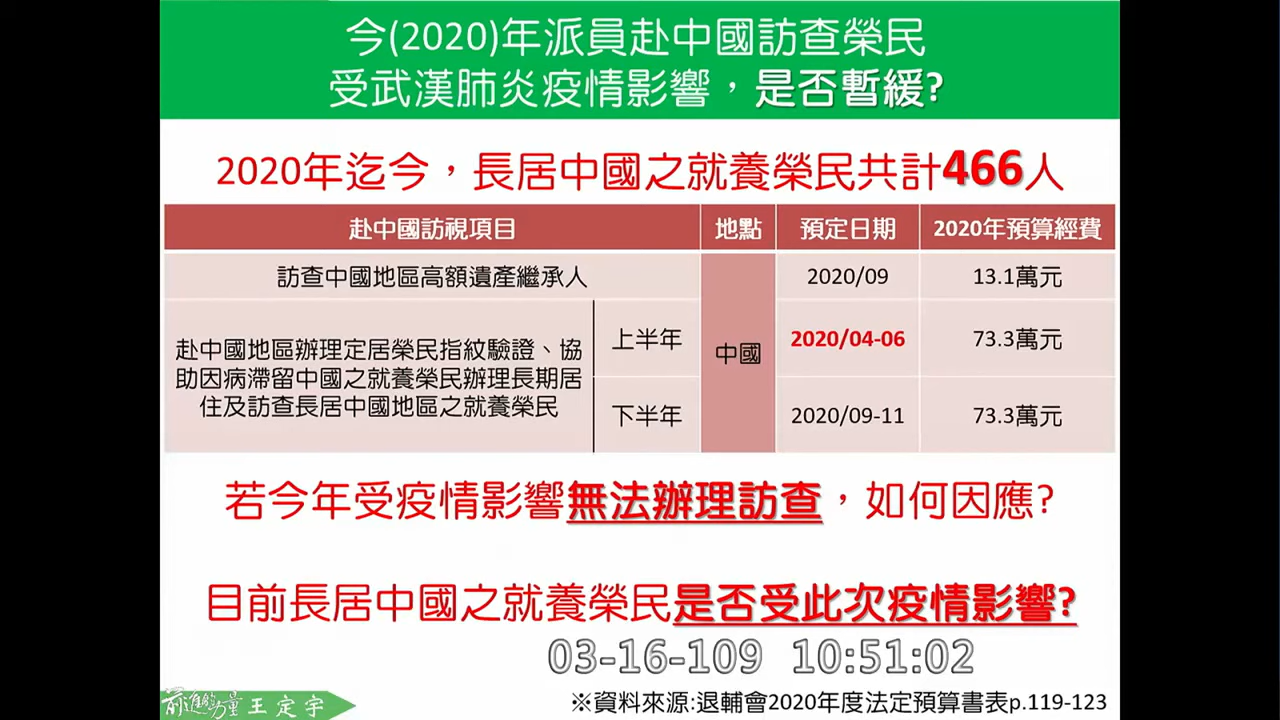 今(2020)年派員赴中國訪查榮民
受武漢肺炎疫情影響，是否暫緩?
2020年迄今，長居中國之就養榮民共計466人
赴中國訪視項目 地點 預定日期 2020年預算經費
訪查中國地區高額遺產繼承人 2020/09 13.1萬元
赴中國地區辦理定居榮民指紋驗證、協
助因病滯留中國之就養榮民辦理長期居
住及訪查長居中國地區之就養榮民
上半年 2020/04-06 73.3萬元
中國
下半年 2020/09-11 73.3萬元
若今年受疫情影響無法辦理訪查，如何因應?
目前長居中國之就養榮民是否受此次疫情影響?
03-16-109 10:51:02
前進的力量 王定宇
※資料來源:退輔會2020年度法定預算書表p.119-123